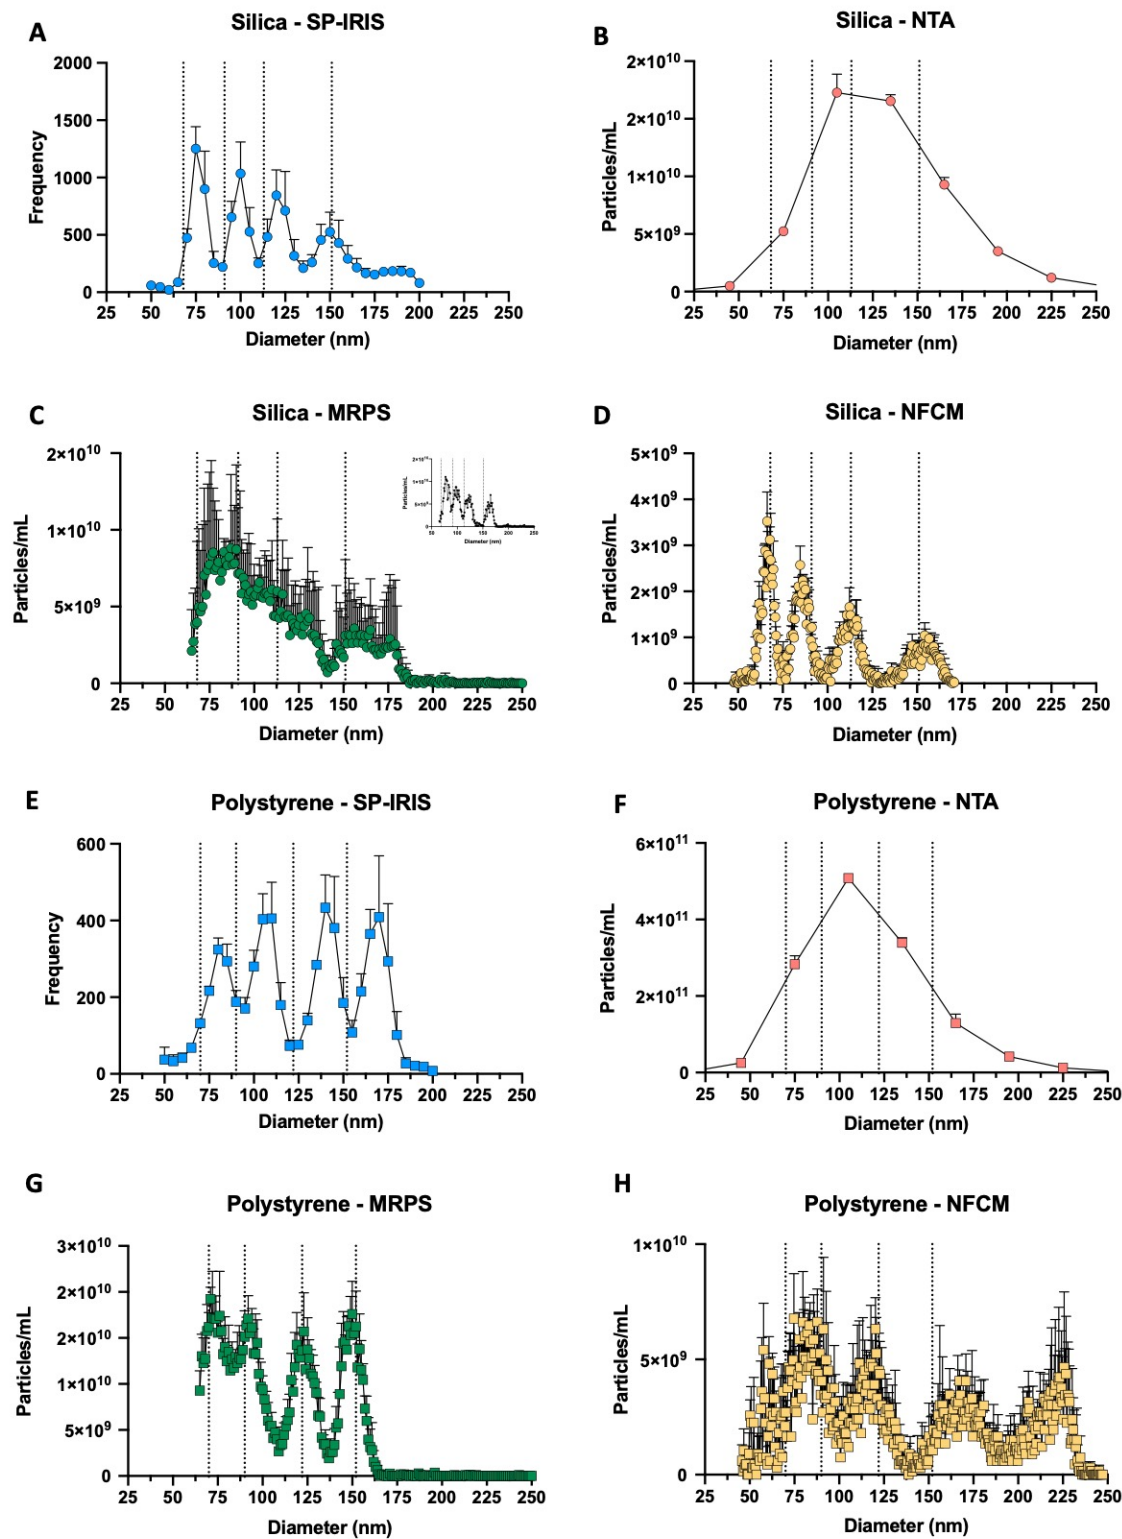 A
Silica - SP-IRIS
2000
1500
1000
500
0
Frequency
25 50 75 100 125 150 175 200 225 250
Diameter (nm)
B
Silica - NTA
2×10¹⁰
2×10¹⁰
1×10¹⁰
5×10⁹
0
Particles/mL
25 50 75 100 125 150 175 200 225 250
Diameter (nm)
C
Silica - MRPS
2×10¹⁰
1×10¹⁰
5×10⁹
0
Particles/mL
25 50 75 100 125 150 175 200 225 250
Diameter (nm)
Particles/mL
50 100 150 200 250
Diameter (nm)
D
Silica - NFCM
5×10⁹
4×10⁹
3×10⁹
2×10⁹
1×10⁹
0
Particles/mL
25 50 75 100 125 150 175 200 225 250
Diameter (nm)
E
Polystyrene - SP-IRIS
600
400
200
0
Frequency
25 50 75 100 125 150 175 200 225 250
Diameter (nm)
F
Polystyrene - NTA
6×10¹¹
4×10¹¹
2×10¹¹
0
Particles/mL
25 50 75 100 125 150 175 200 225 250
Diameter (nm)
G
Polystyrene - MRPS
3×10¹⁰
2×10¹⁰
2×10¹⁰
1×10¹⁰
5×10⁹
0
Particles/mL
25 50 75 100 125 150 175 200 225 250
Diameter (nm)
H
Polystyrene - NFCM
1×10¹⁰
5×10⁹
0
Particles/mL
25 50 75 100 125 150 175 200 225 250
Diameter (nm)